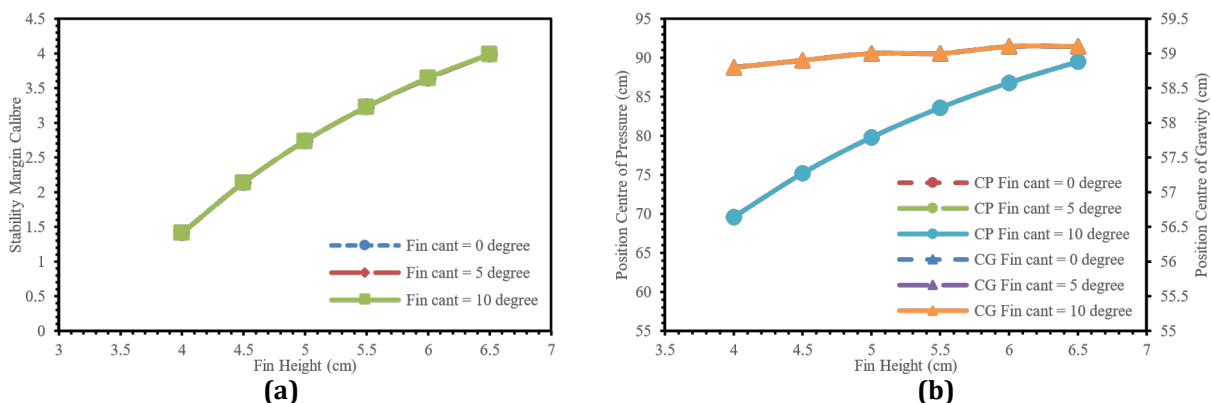 4.5
4
3.5
3
2.5
2
1.5
1
0.5
0
Stability Margin Calibre
Fin cant = 0 degree
Fin cant = 5 degree
Fin cant = 10 degree
3 3.5 4 4.5 5 5.5 6 6.5 7
Fin Height (cm)
(a)
95
90
85
80
75
70
65
60
55
Position Centre of Pressure (cm)
CP Fin cant = 0 degree
CP Fin cant = 5 degree
CP Fin cant = 10 degree
CG Fin cant = 0 degree
CG Fin cant = 5 degree
CG Fin cant = 10 degree
59.5
59
58.5
58
57.5
57
56.5
56
55.5
55
Position Centre of Gravity (cm)
3.5 4 4.5 5 5.5 6 6.5 7
Fin Height (cm)
(b)